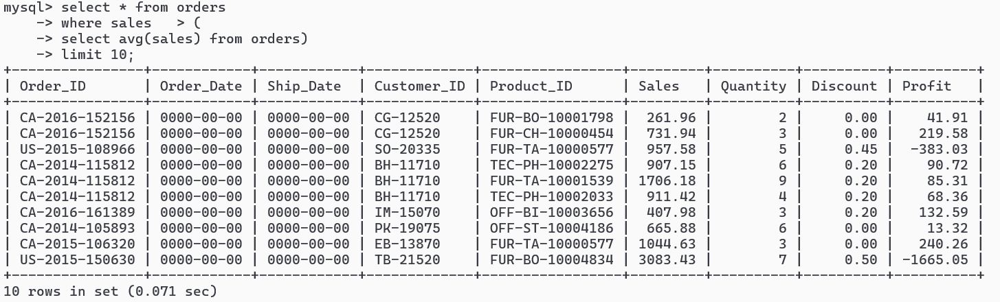 mysql> select * from orders
    -> where sales   > (
    -> select avg(sales) from orders)
    -> limit 10;
+----------------+------------+------------+-------------+-----------------+---------+----------+----------+----------+
| Order_ID       | Order_Date | Ship_Date  | Customer_ID | Product_ID      | Sales   | Quantity | Discount | Profit   |
+----------------+------------+------------+-------------+-----------------+---------+----------+----------+----------+
| CA-2016-152156 | 0000-00-00 | 0000-00-00 | CG-12520    | FUR-BO-10001798 |  261.96 |        2 |     0.00 |    41.91 |
| CA-2016-152156 | 0000-00-00 | 0000-00-00 | CG-12520    | FUR-CH-10000454 |  731.94 |        3 |     0.00 |   219.58 |
| US-2015-108966 | 0000-00-00 | 0000-00-00 | SO-20335    | FUR-TA-10000577 |  957.58 |        5 |     0.45 |  -383.03 |
| CA-2014-115812 | 0000-00-00 | 0000-00-00 | BH-11710    | TEC-PH-10002275 |  907.15 |        6 |     0.20 |    90.72 |
| CA-2014-115812 | 0000-00-00 | 0000-00-00 | BH-11710    | FUR-TA-10001539 | 1706.18 |        9 |     0.20 |    85.31 |
| CA-2014-115812 | 0000-00-00 | 0000-00-00 | BH-11710    | TEC-PH-10002033 |  911.42 |        4 |     0.20 |    68.36 |
| CA-2016-161389 | 0000-00-00 | 0000-00-00 | IM-15070    | OFF-BI-10003656 |  407.98 |        3 |     0.20 |   132.59 |
| CA-2014-105893 | 0000-00-00 | 0000-00-00 | PK-19075    | OFF-ST-10004186 |  665.88 |        6 |     0.00 |    13.32 |
| CA-2015-106320 | 0000-00-00 | 0000-00-00 | EB-13870    | FUR-TA-10000577 | 1044.63 |        3 |     0.00 |   240.26 |
| US-2015-150630 | 0000-00-00 | 0000-00-00 | TB-21520    | FUR-BO-10004834 | 3083.43 |        7 |     0.50 | -1665.05 |
+----------------+------------+------------+-------------+-----------------+---------+----------+----------+----------+
10 rows in set (0.071 sec)